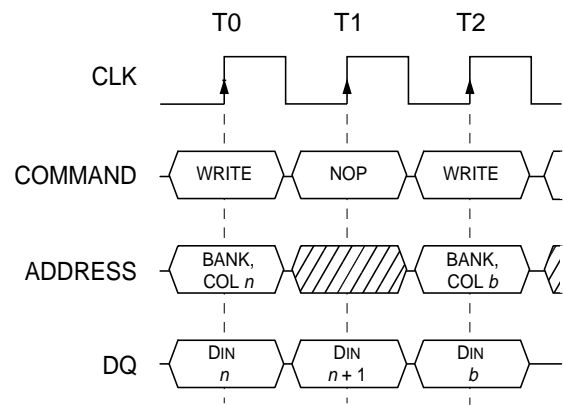 T0 T1 T2
CLK
COMMAND WRITE NOP WRITE
ADDRESS BANK, COL n BANK, COL b
DQ DIN n DIN n + 1 DIN b